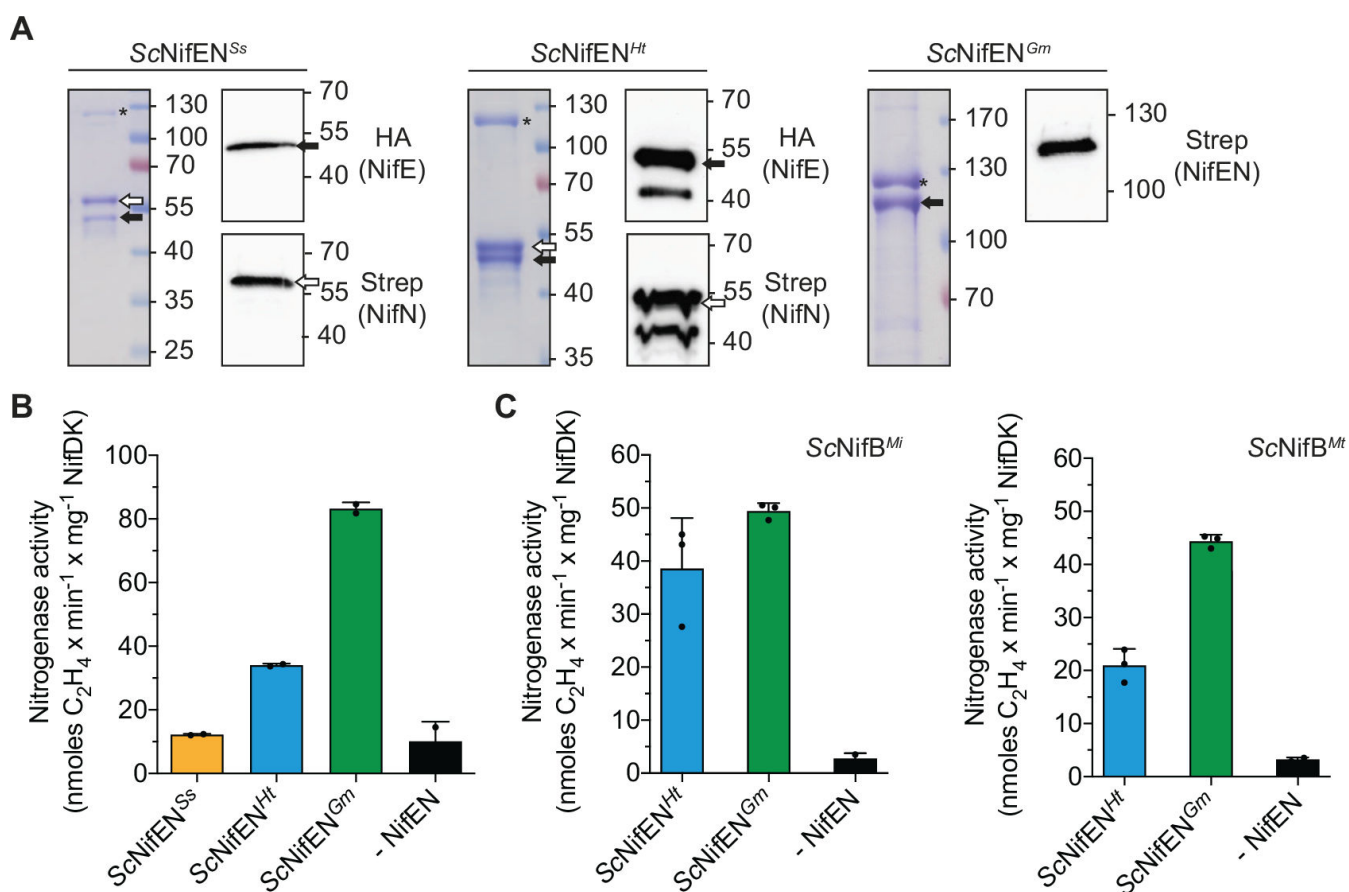 A
ScNifEN^Ss
130
100
70
55
40
35
25
*
70
55
40
HA
(NifE)
70
55
40
Strep
(NifN)
ScNifEN^Ht
130
100
70
55
40
35
*
70
55
40
HA
(NifE)
70
55
40
Strep
(NifN)
ScNifEN^Gm
170
130
100
70
*
130
100
Strep
(NifEN)
B
Nitrogenase activity
(nmoles C2H4 x min-1 x mg-1 NifDK)
100
80
60
40
20
0
ScNifEN^Ss
ScNifEN^Ht
ScNifEN^Gm
- NifEN
C
ScNifB^Mi
Nitrogenase activity
(nmoles C2H4 x min-1 x mg-1 NifDK)
60
50
40
30
20
10
0
ScNifEN^Ht
ScNifEN^Gm
- NifEN
ScNifB^Mt
Nitrogenase activity
(nmoles C2H4 x min-1 x mg-1 NifDK)
60
50
40
30
20
10
0
ScNifEN^Ht
ScNifEN^Gm
- NifEN